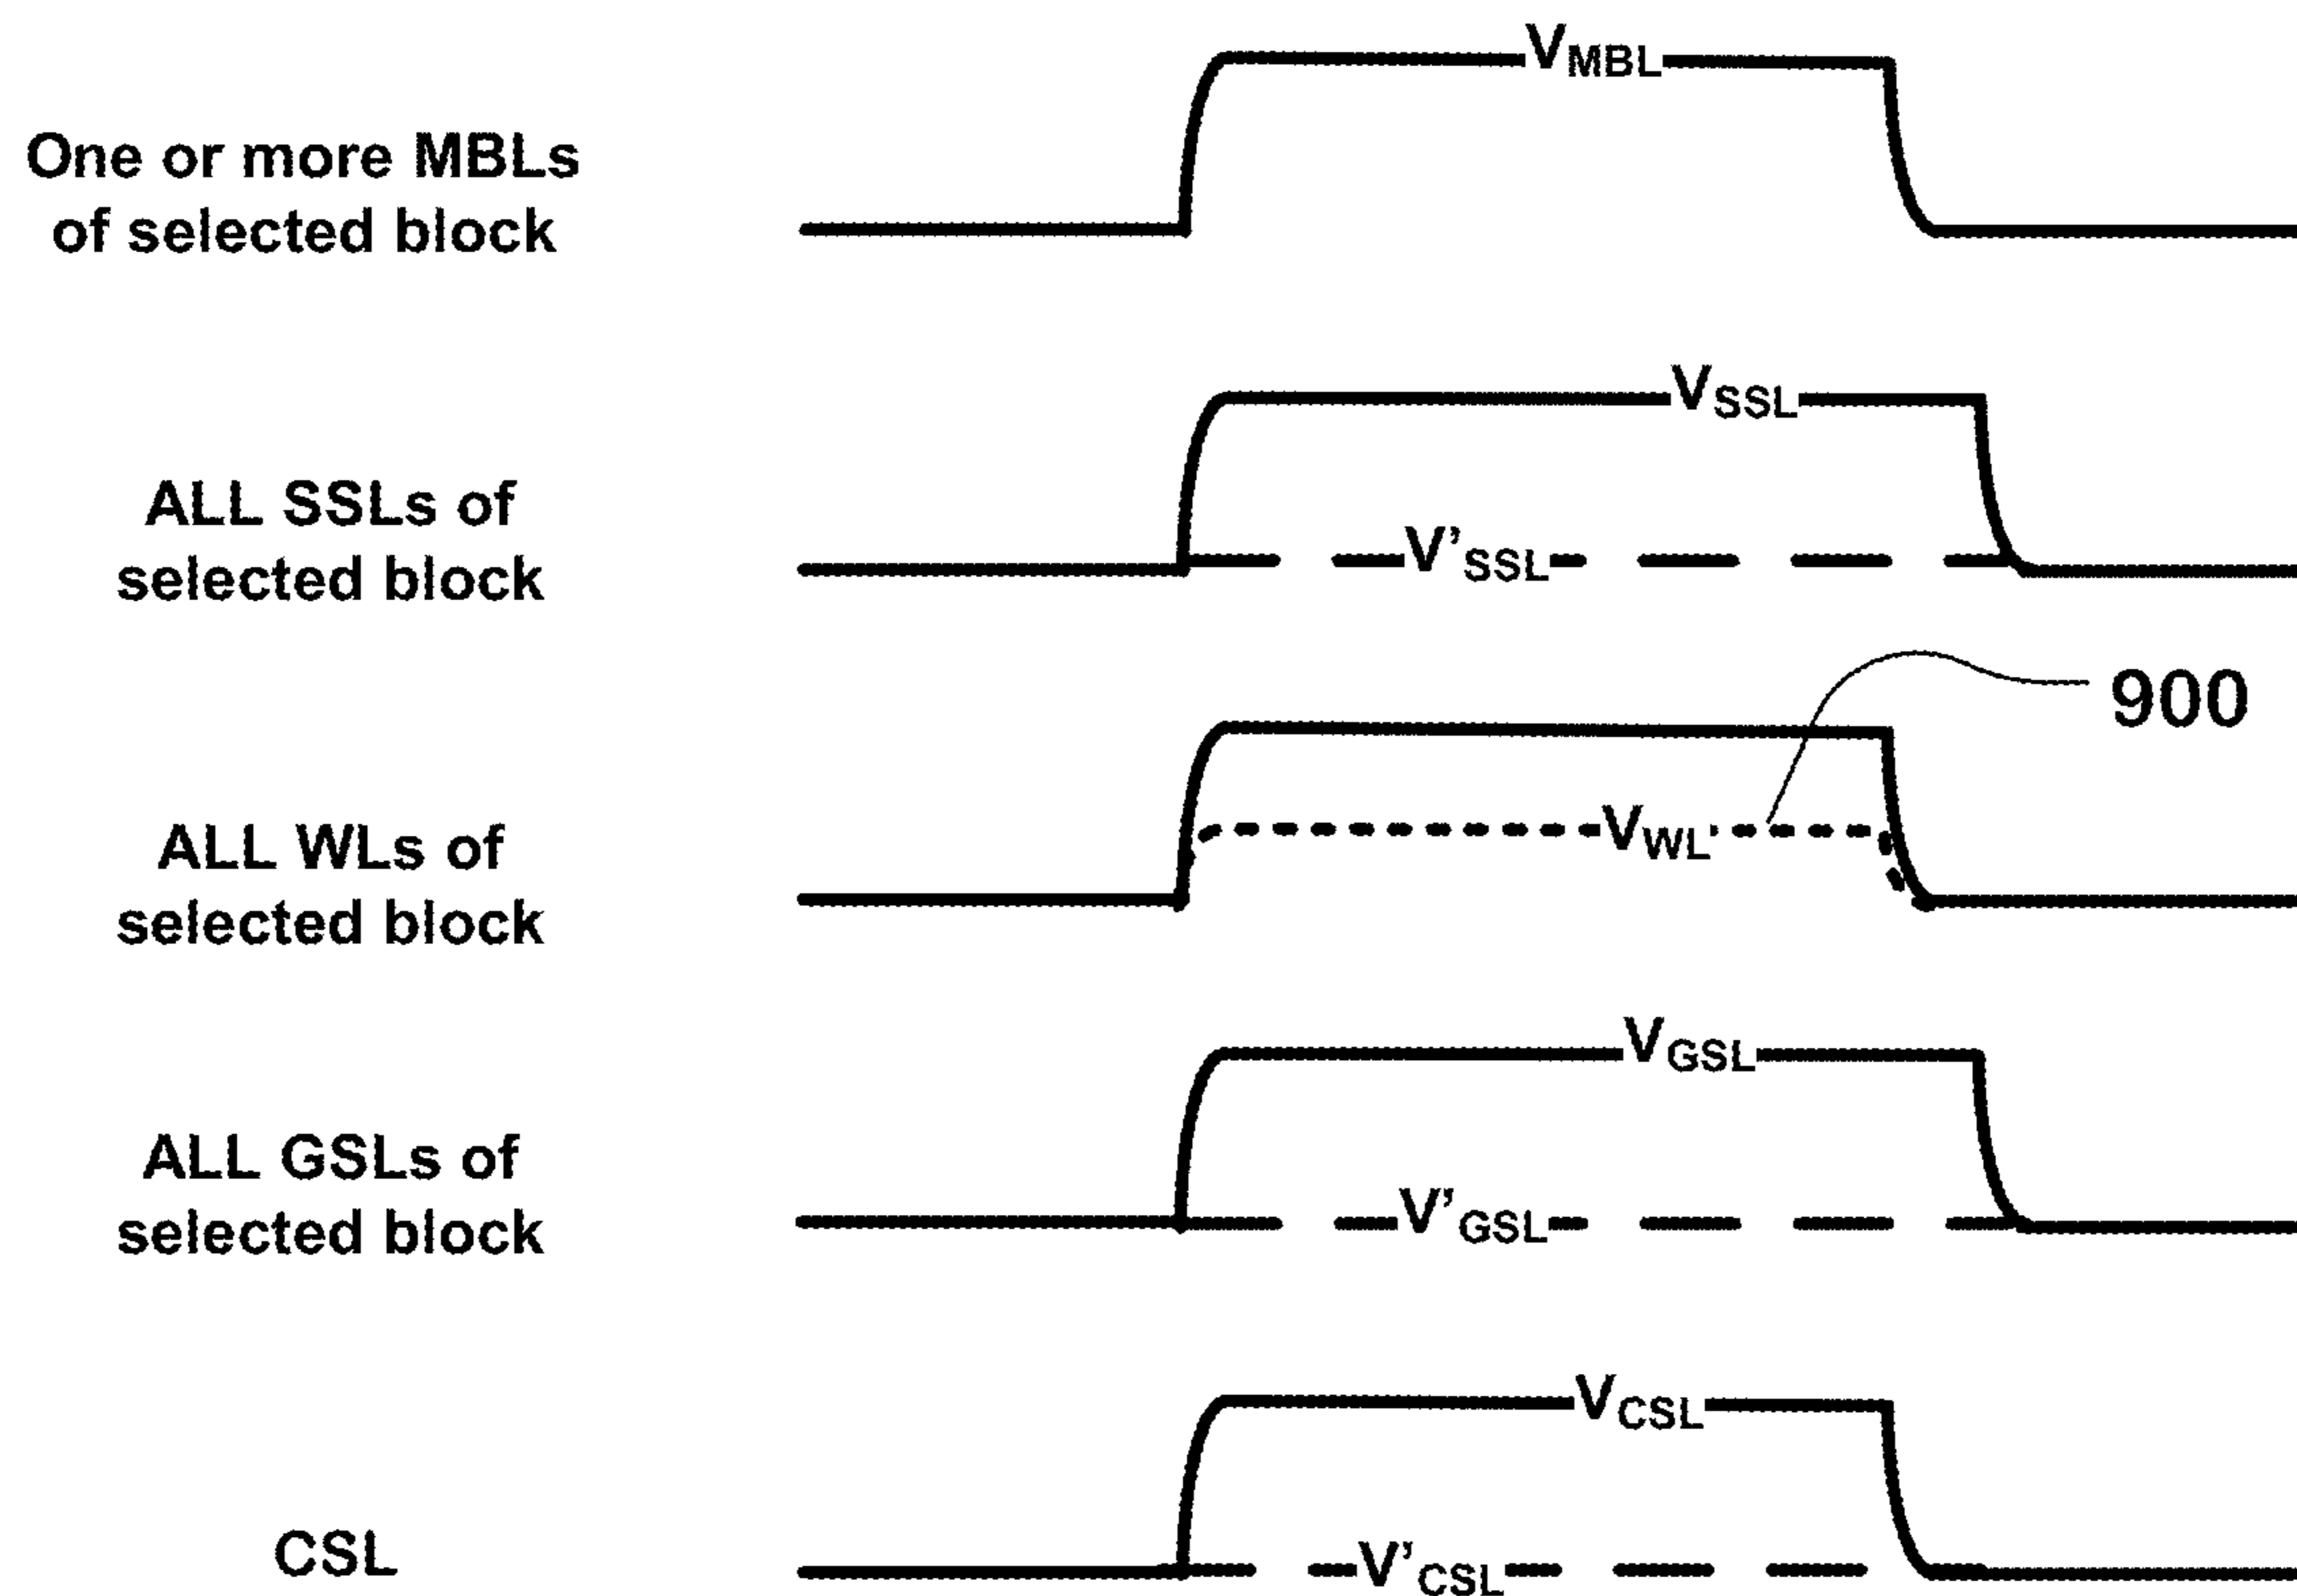 V_MBL
One or more MBLs
of selected block
V_SSL
ALL SSLs of
selected block
V'_SSL
900
V_WL
ALL WLs of
selected block
V_GSL
ALL GSLs of
selected block
V'_GSL
V_CSL
CSL
V'_CSL